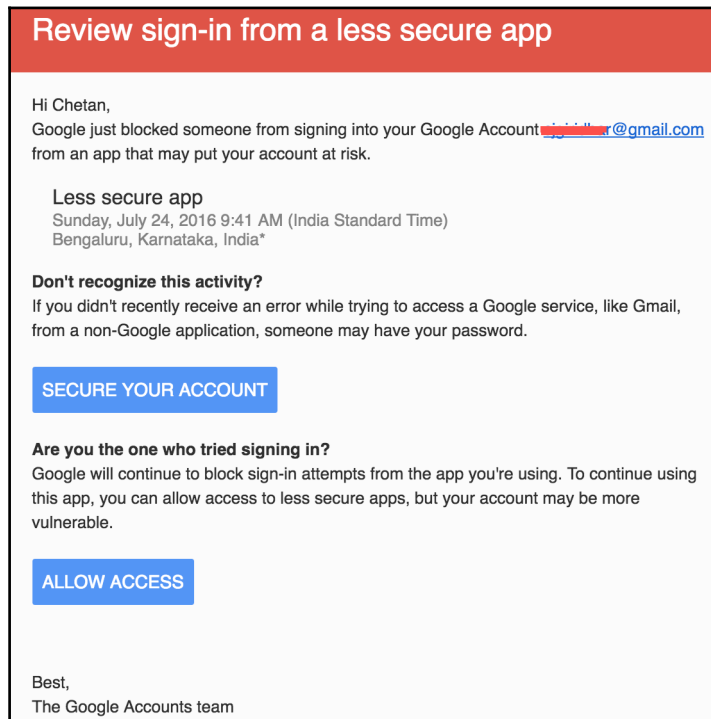 Review sign-in from a less secure app
Hi Chetan,
Google just blocked someone from signing into your Google Account r@gmail.com
from an app that may put your account at risk.
Less secure app
Sunday, July 24, 2016 9:41 AM (India Standard Time)
Bengaluru, Karnataka, India*
Don't recognize this activity?
If you didn't recently receive an error while trying to access a Google service, like Gmail,
from a non-Google application, someone may have your password.
SECURE YOUR ACCOUNT
Are you the one who tried signing in?
Google will continue to block sign-in attempts from the app you're using. To continue using
this app, you can allow access to less secure apps, but your account may be more
vulnerable.
ALLOW ACCESS
Best,
The Google Accounts team